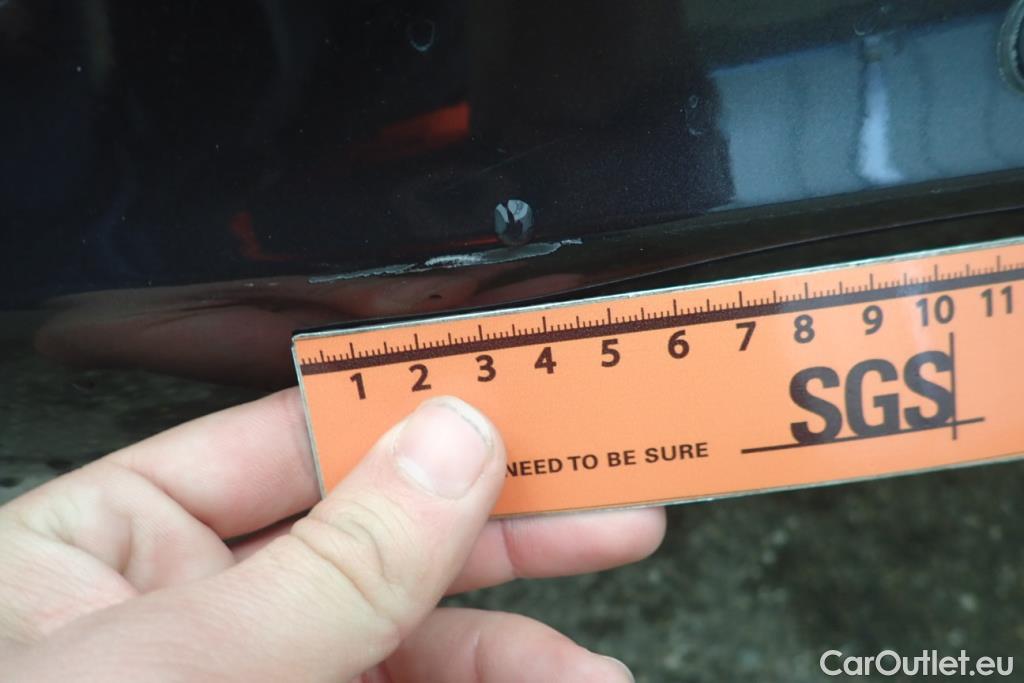 1 2 3 4 5 6 7 8 9 10 11
NEED TO BE SURE
SGS
CarOutlet.eu